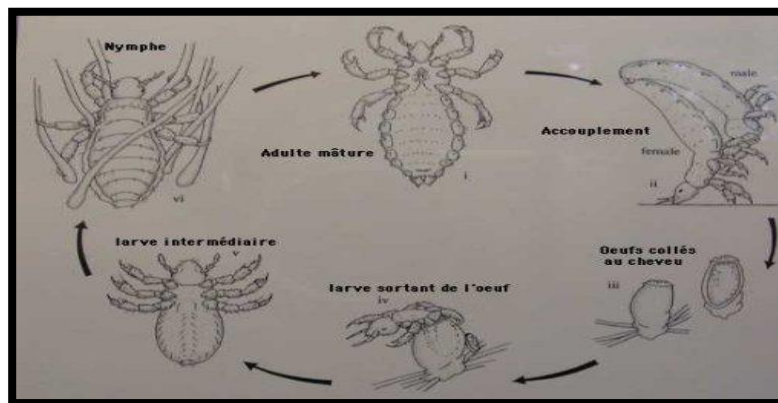 Nymphe
vi
Adulte mâture
i
male
Accouplement
female
ii
Oeufs collés
au cheveu
iii
larve sortant de l'oeuf
iv
larve intermédiaire
v